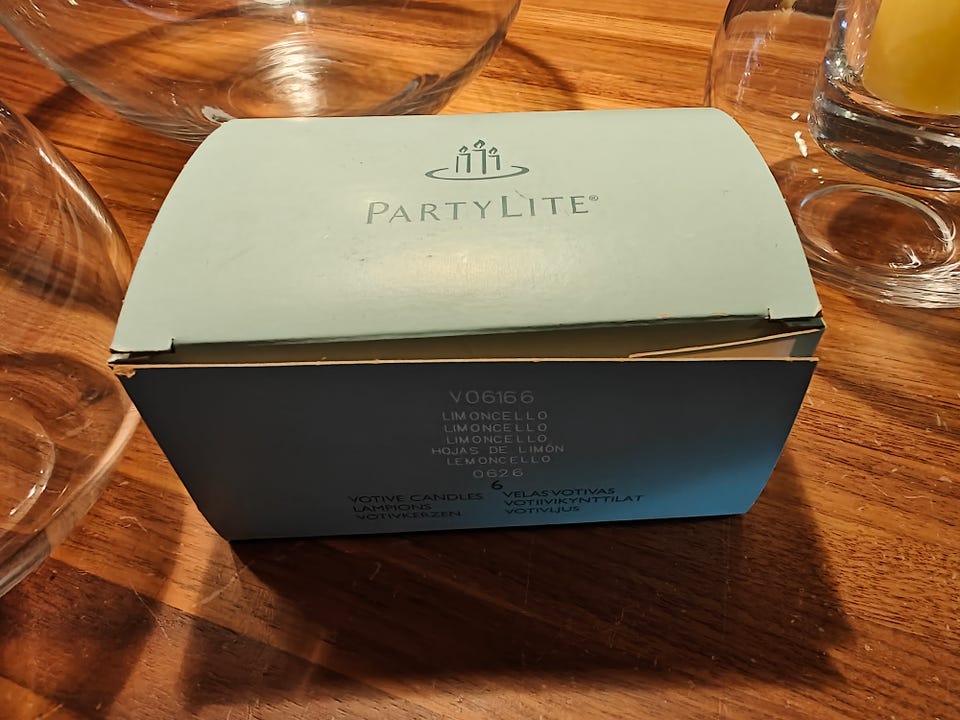 PARTYLITE®
V06166
LIMONCELLO
LIMONCELLO
LIMONCELLO
HOJAS DE LIMÓN
LEMONCELLO
0626
6
VOTIVE CANDLES VELAS VOTIVAS
LAMPIONS VOTIIVIKYNTTILAT
VOTIVKERZEN VOTIVLJUS